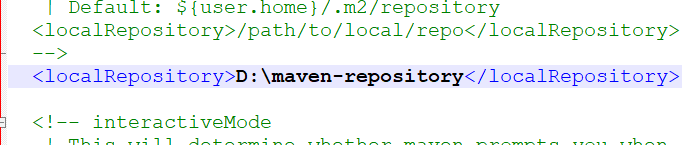 | Default: ${user.home}/.m2/repository
<localRepository>/path/to/local/repo</localRepository>
-->
<localRepository>D:\maven-repository</localRepository>
<!-- interactiveMode
| This will determine whether maven prompts you when